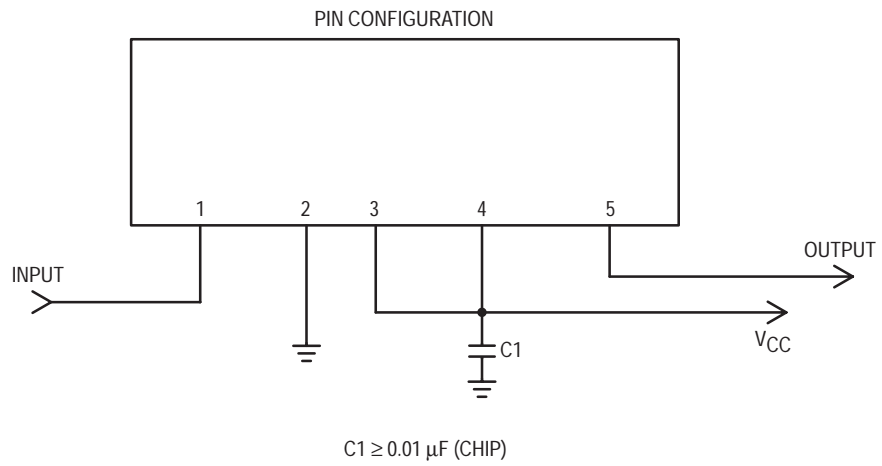 PIN CONFIGURATION
1 2 3 4 5
INPUT
OUTPUT
VCC
C1
C1 ≥ 0.01 μF (CHIP)